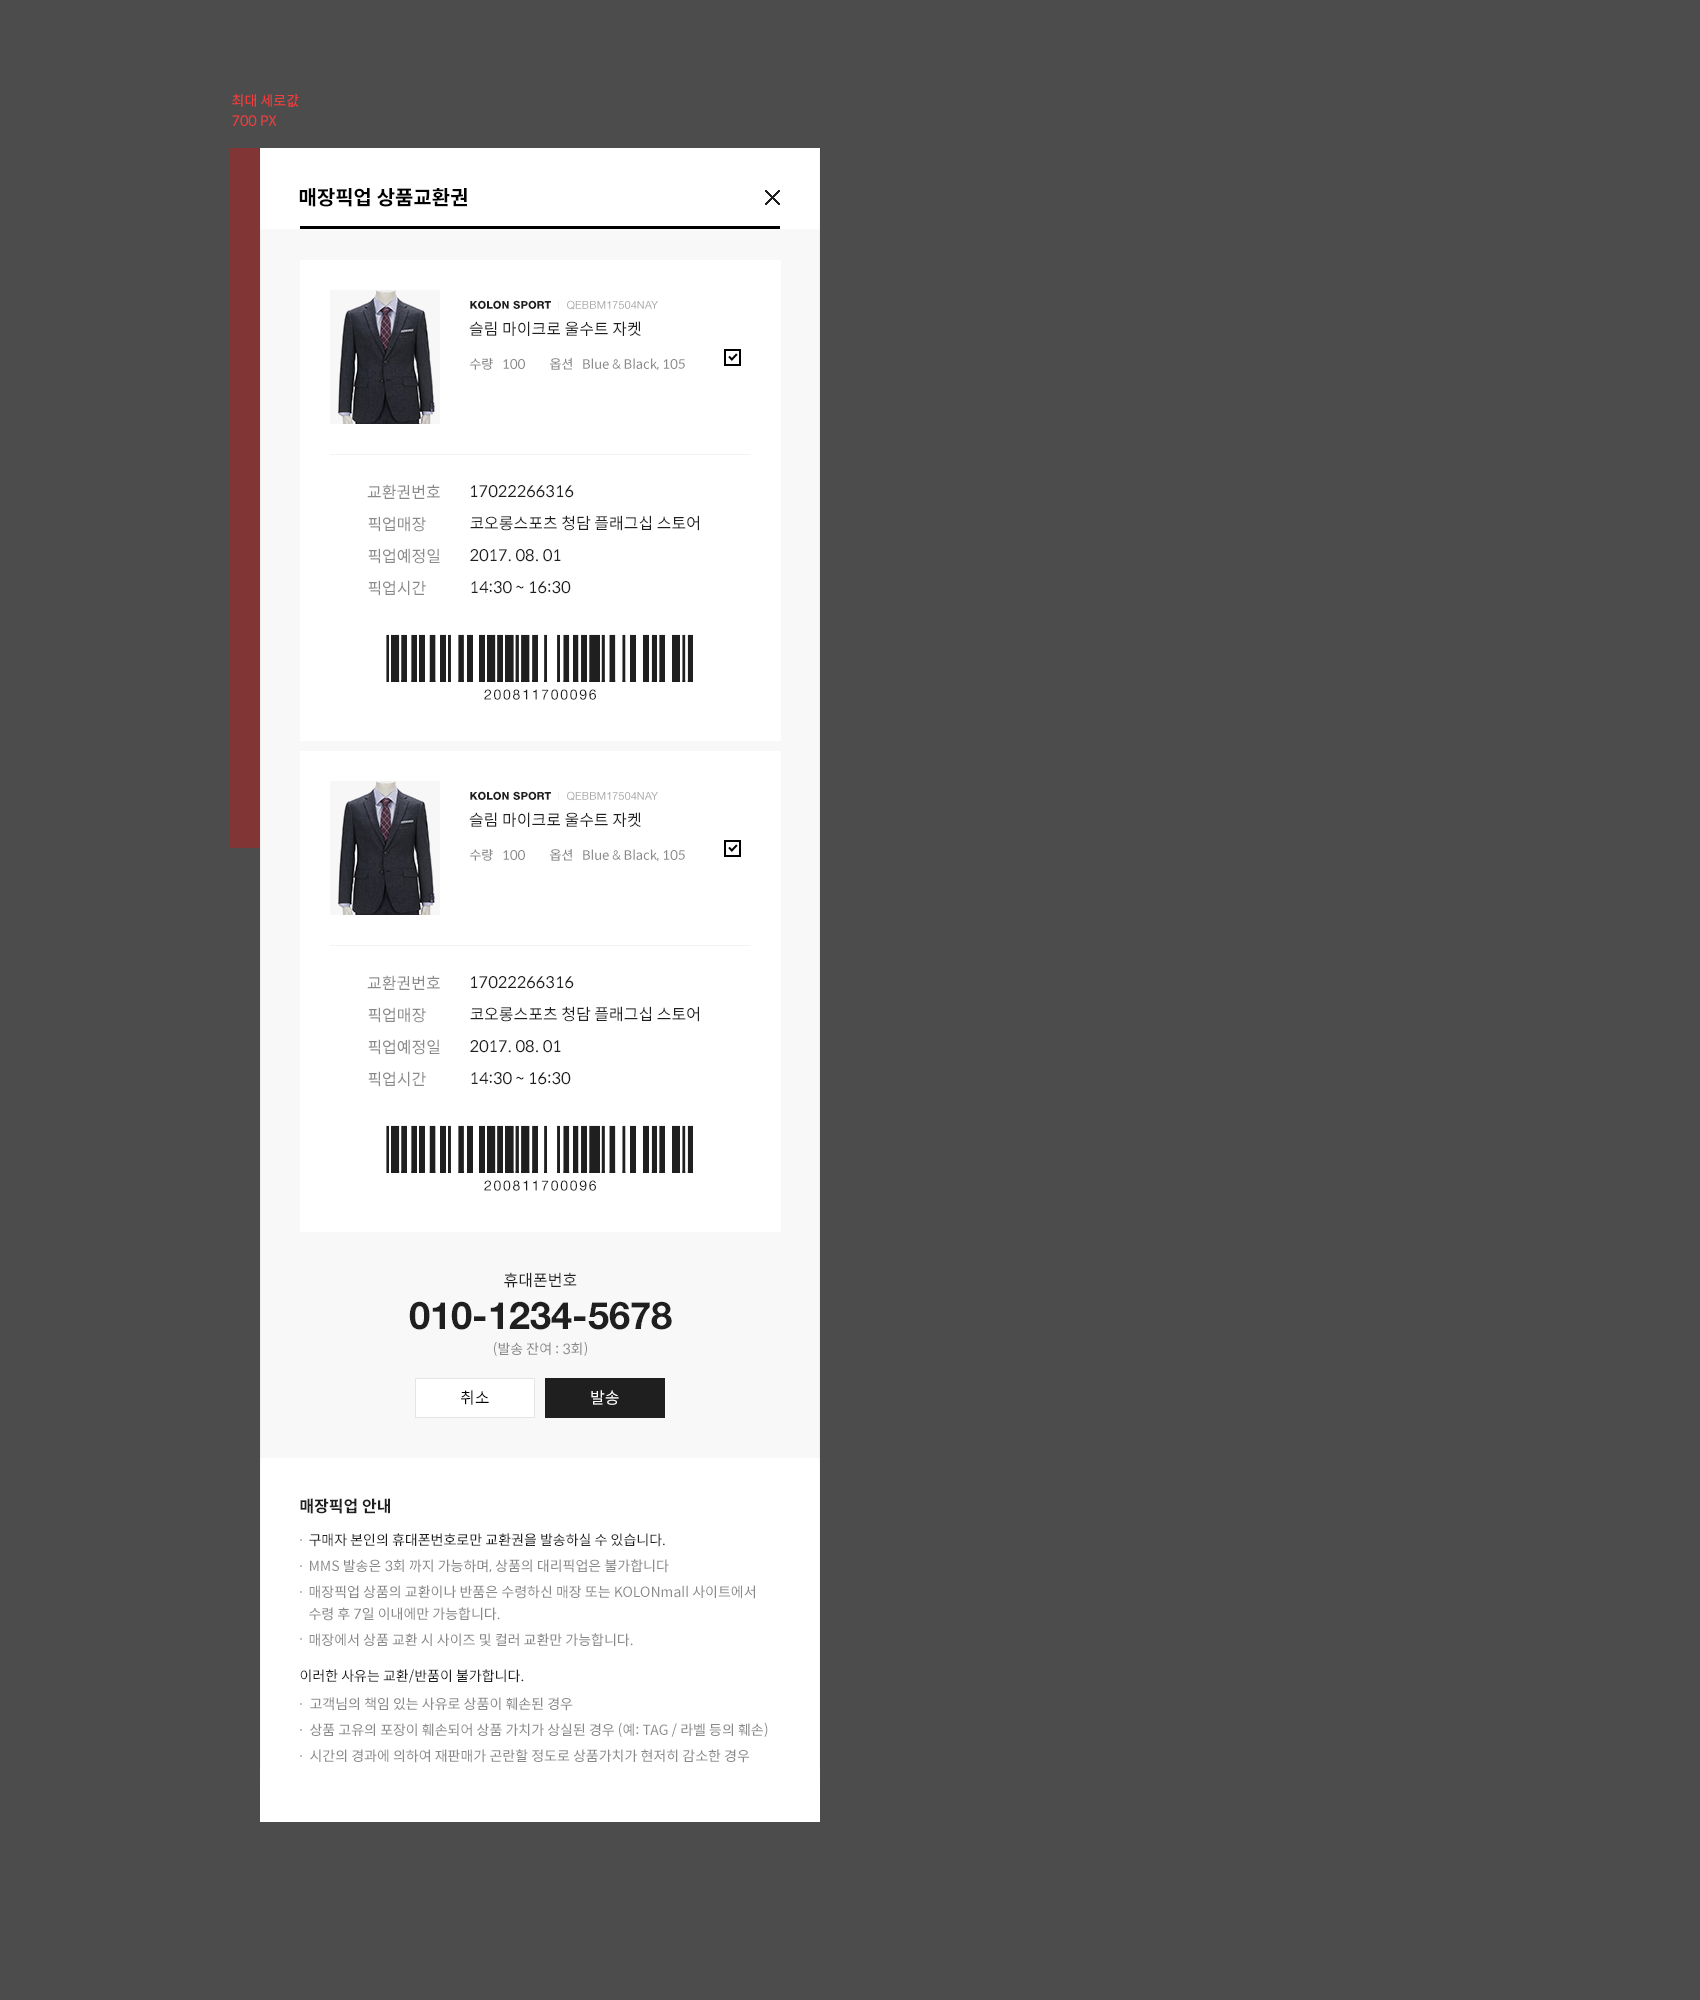 최대 세로값
700 PX
매장픽업 상품교환권
KOLON SPORT | QEBBM17504NAY
슬림 마이크로 울수트 자켓
수량 100 옵션 Blue & Black, 105
교환권번호 17022266316
픽업매장 코오롱스포츠 청담 플래그십 스토어
픽업예정일 2017. 08. 01
픽업시간 14:30 ~ 16:30
200811700096
KOLON SPORT | QEBBM17504NAY
슬림 마이크로 울수트 자켓
수량 100 옵션 Blue & Black, 105
교환권번호 17022266316
픽업매장 코오롱스포츠 청담 플래그십 스토어
픽업예정일 2017. 08. 01
픽업시간 14:30 ~ 16:30
200811700096
휴대폰번호
010-1234-5678
(발송 잔여 : 3회)
취소 발송
매장픽업 안내
· 구매자 본인의 휴대폰번호로만 교환권을 발송하실 수 있습니다.
· MMS 발송은 3회 까지 가능하며, 상품의 대리픽업은 불가합니다
· 매장픽업 상품의 교환이나 반품은 수령하신 매장 또는 KOLONmall 사이트에서
수령 후 7일 이내에만 가능합니다.
· 매장에서 상품 교환 시 사이즈 및 컬러 교환만 가능합니다.
이러한 사유는 교환/반품이 불가합니다.
· 고객님의 책임 있는 사유로 상품이 훼손된 경우
· 상품 고유의 포장이 훼손되어 상품 가치가 상실된 경우 (예: TAG / 라벨 등의 훼손)
· 시간의 경과에 의하여 재판매가 곤란할 정도로 상품가치가 현저히 감소한 경우